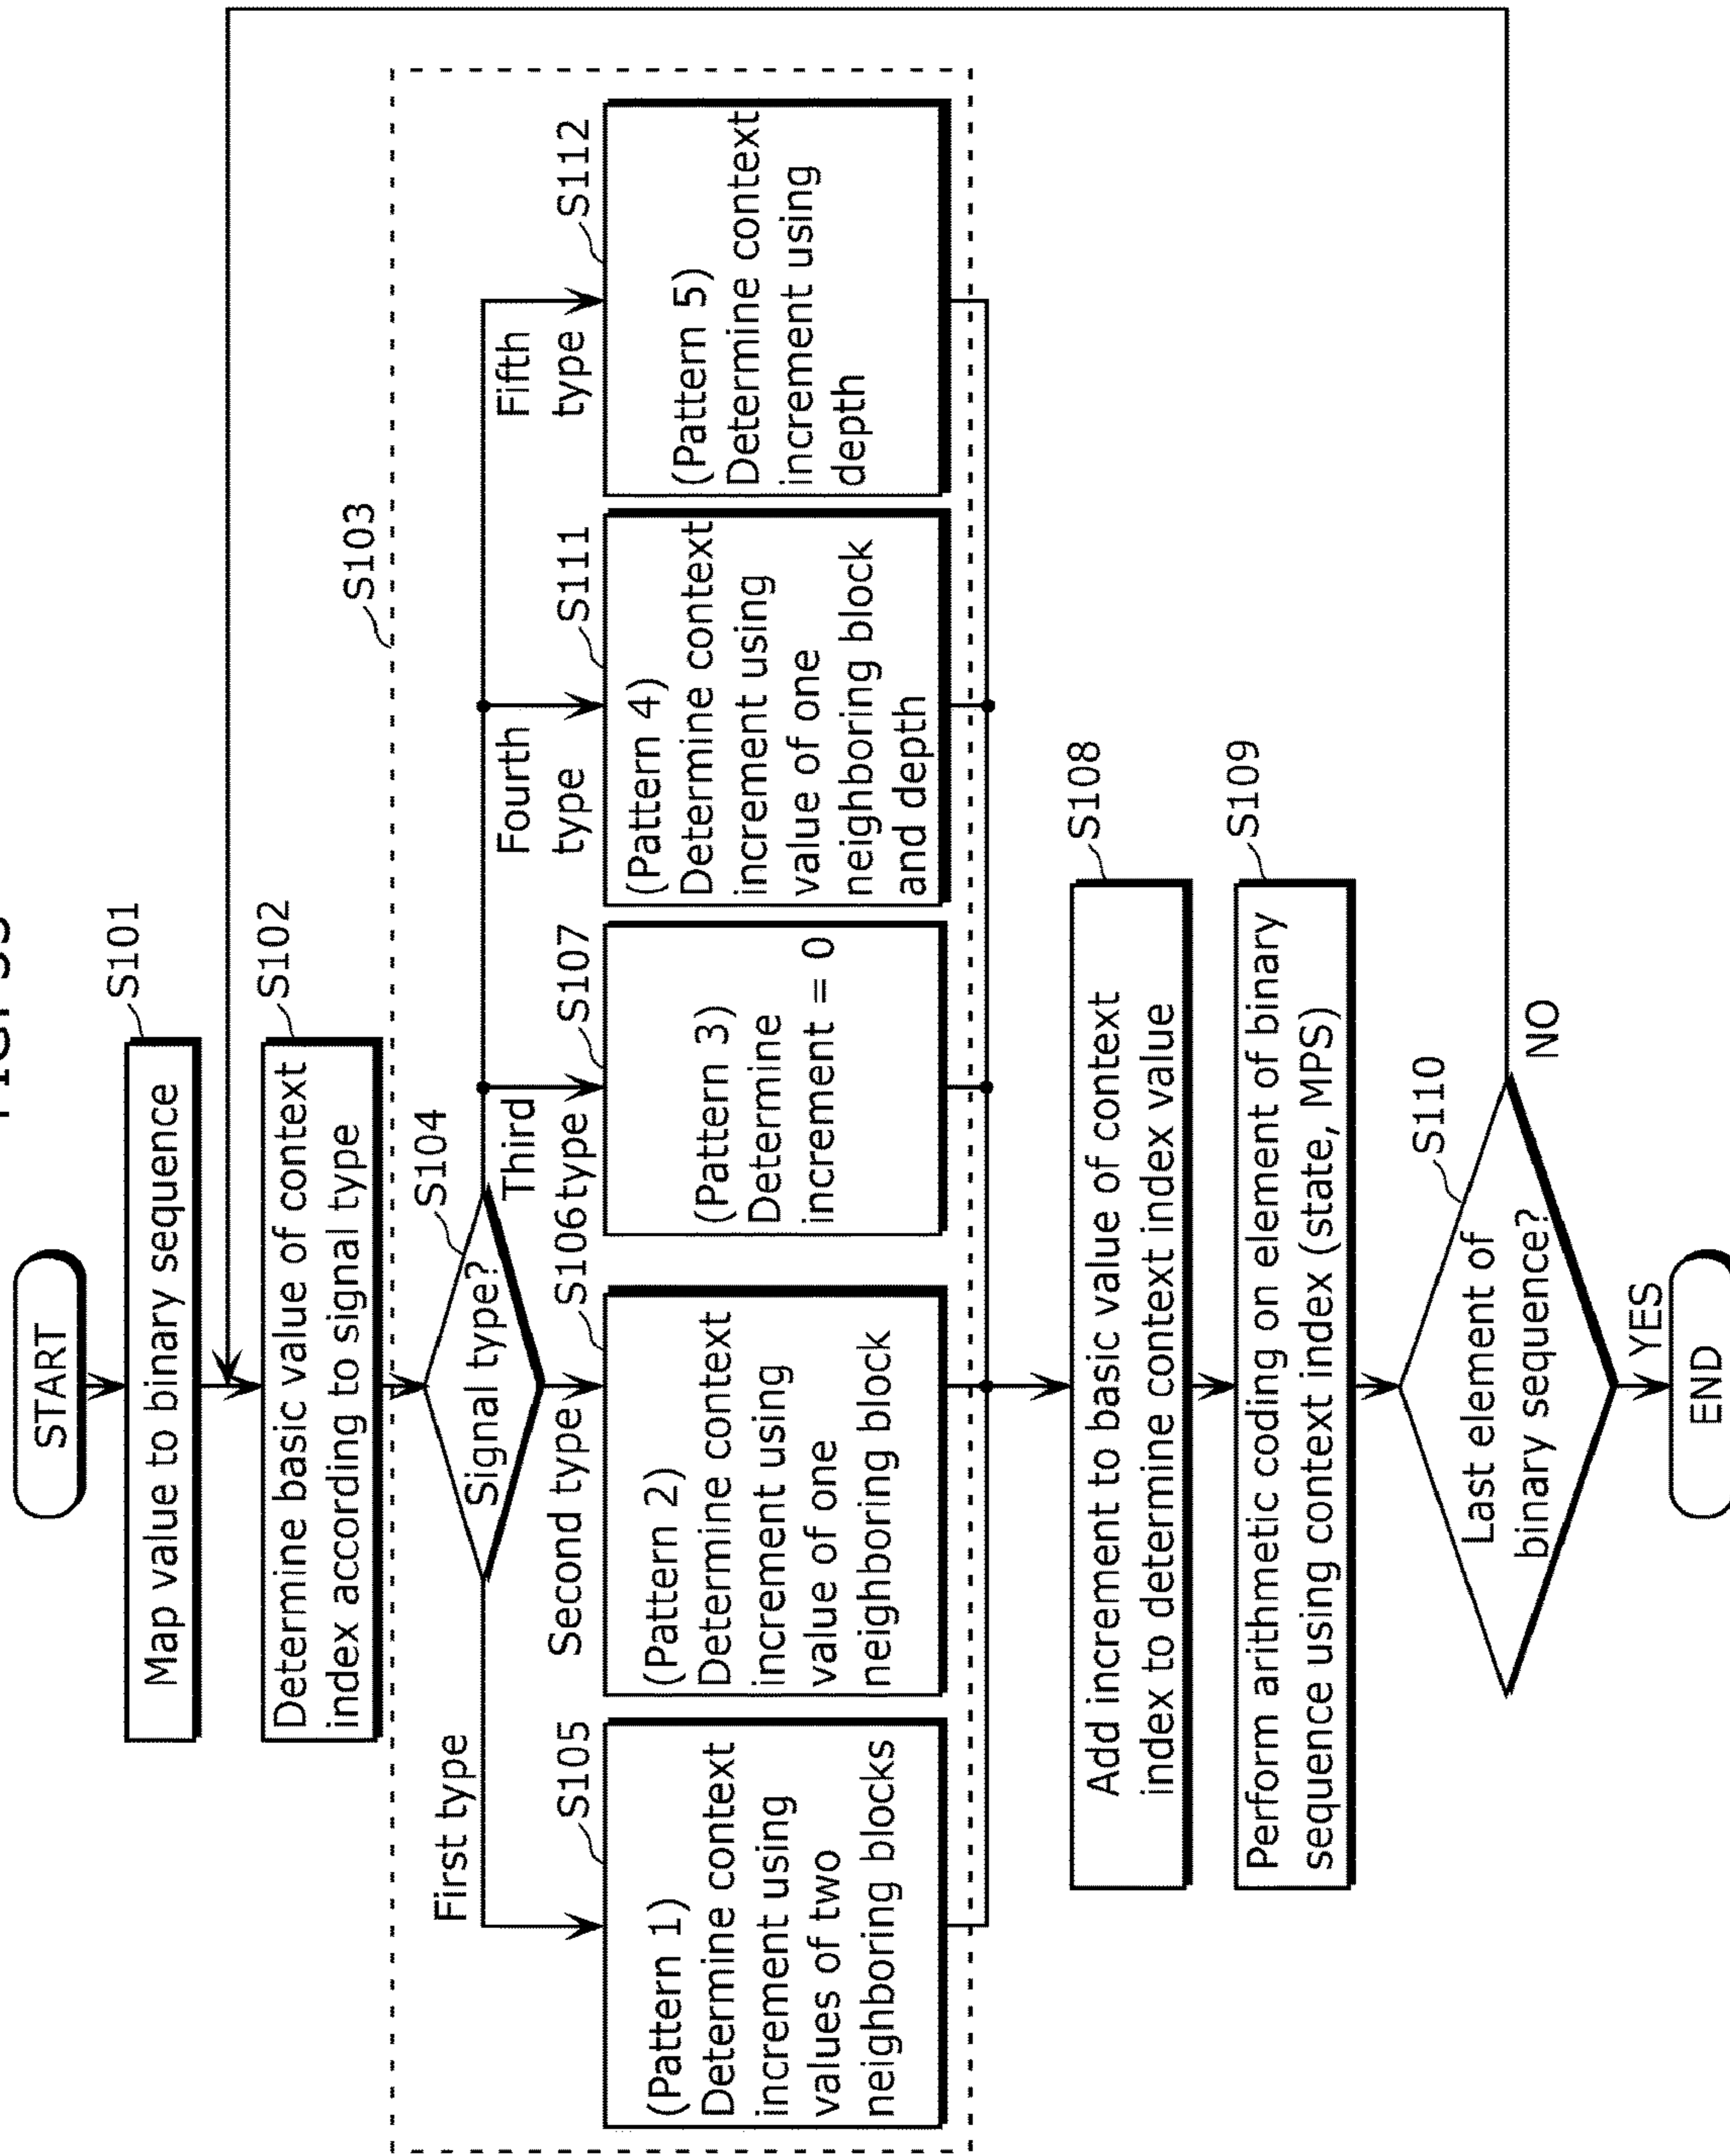 START
S101
Map value to binary sequence
S102
Determine basic value of context
index according to signal type
S103
S104
Signal type?
First type
Second type
Third
type
Fourth
type
Fifth
type
S105
(Pattern 1)
Determine context
increment using
values of two
neighboring blocks
S106
(Pattern 2)
Determine context
increment using
value of one
neighboring block
S107
(Pattern 3)
Determine
increment = 0
S111
(Pattern 4)
Determine context
increment using
value of one
neighboring block
and depth
S112
(Pattern 5)
Determine context
increment using
depth
S108
Add increment to basic value of context
index to determine context index value
S109
Perform arithmetic coding on element of binary
sequence using context index (state, MPS)
S110
Last element of
binary sequence?
NO
YES
END